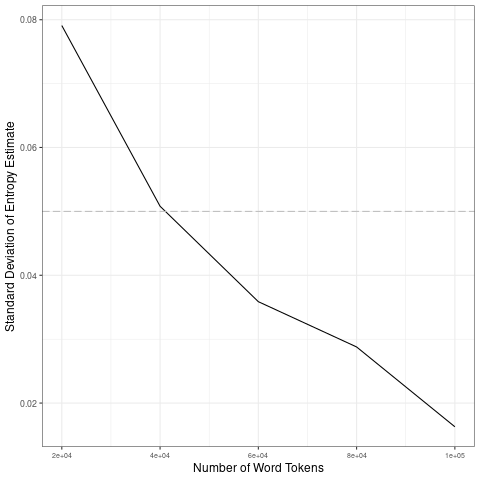 Standard Deviation of Entropy Estimate
0.08
0.06
0.04
0.02
2e+04 4e+04 6e+04 8e+04 1e+05
Number of Word Tokens